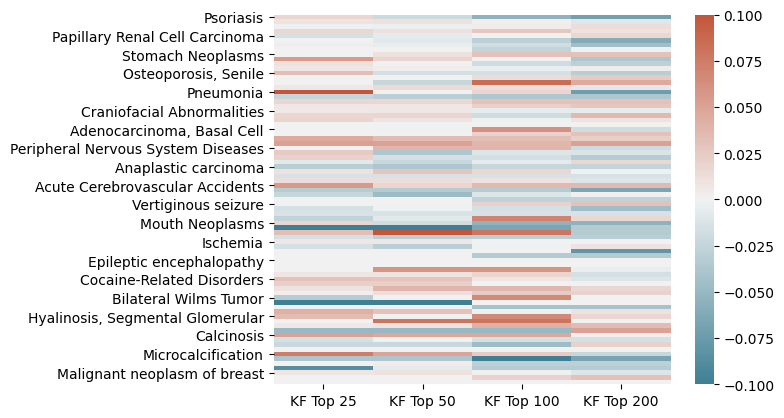 Psoriasis
Papillary Renal Cell Carcinoma
Stomach Neoplasms
Osteoporosis, Senile
Pneumonia
Craniofacial Abnormalities
Adenocarcinoma, Basal Cell
Peripheral Nervous System Diseases
Anaplastic carcinoma
Acute Cerebrovascular Accidents
Vertiginous seizure
Mouth Neoplasms
Ischemia
Epileptic encephalopathy
Cocaine-Related Disorders
Bilateral Wilms Tumor
Hyalinosis, Segmental Glomerular
Calcinosis
Microcalcification
Malignant neoplasm of breast
KF Top 25 KF Top 50 KF Top 100 KF Top 200
0.100
0.075
0.050
0.025
0.000
−0.025
−0.050
−0.075
−0.100